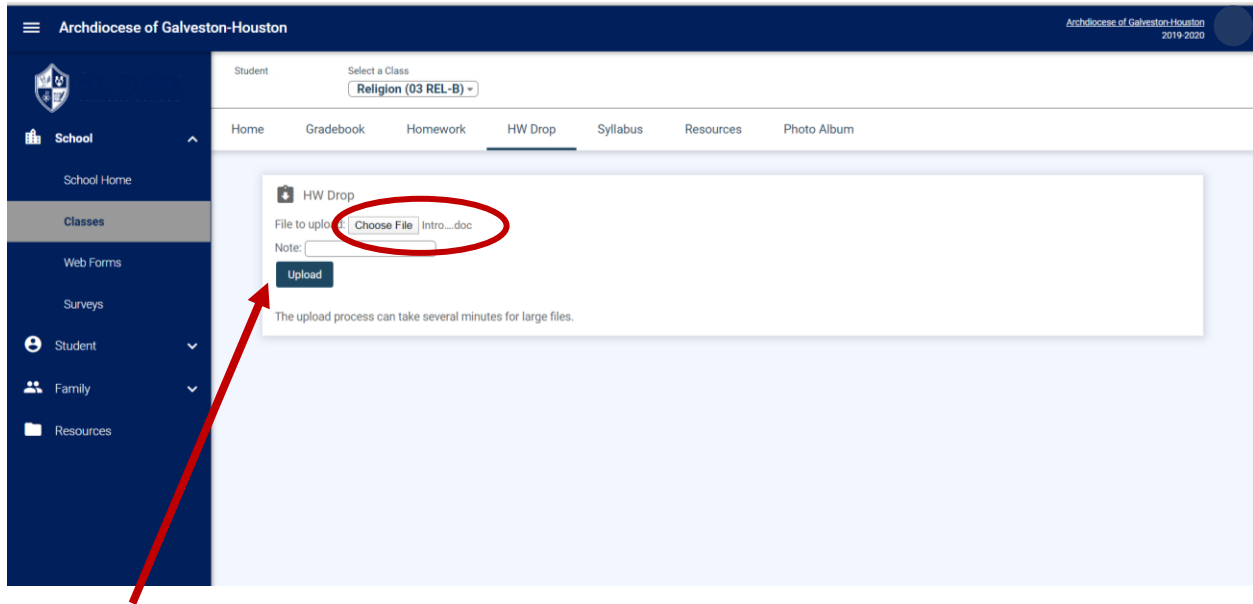 Archdiocese of Galveston-Houston
Archdiocese of Galveston-Houston
2019-2020
Student
Select a Class
Religion (03 REL-B)
School
School Home
Classes
Web Forms
Surveys
Student
Family
Resources
Home Gradebook Homework HW Drop Syllabus Resources Photo Album
HW Drop
File to upload: Choose File Intro....doc
Note:
Upload
The upload process can take several minutes for large files.